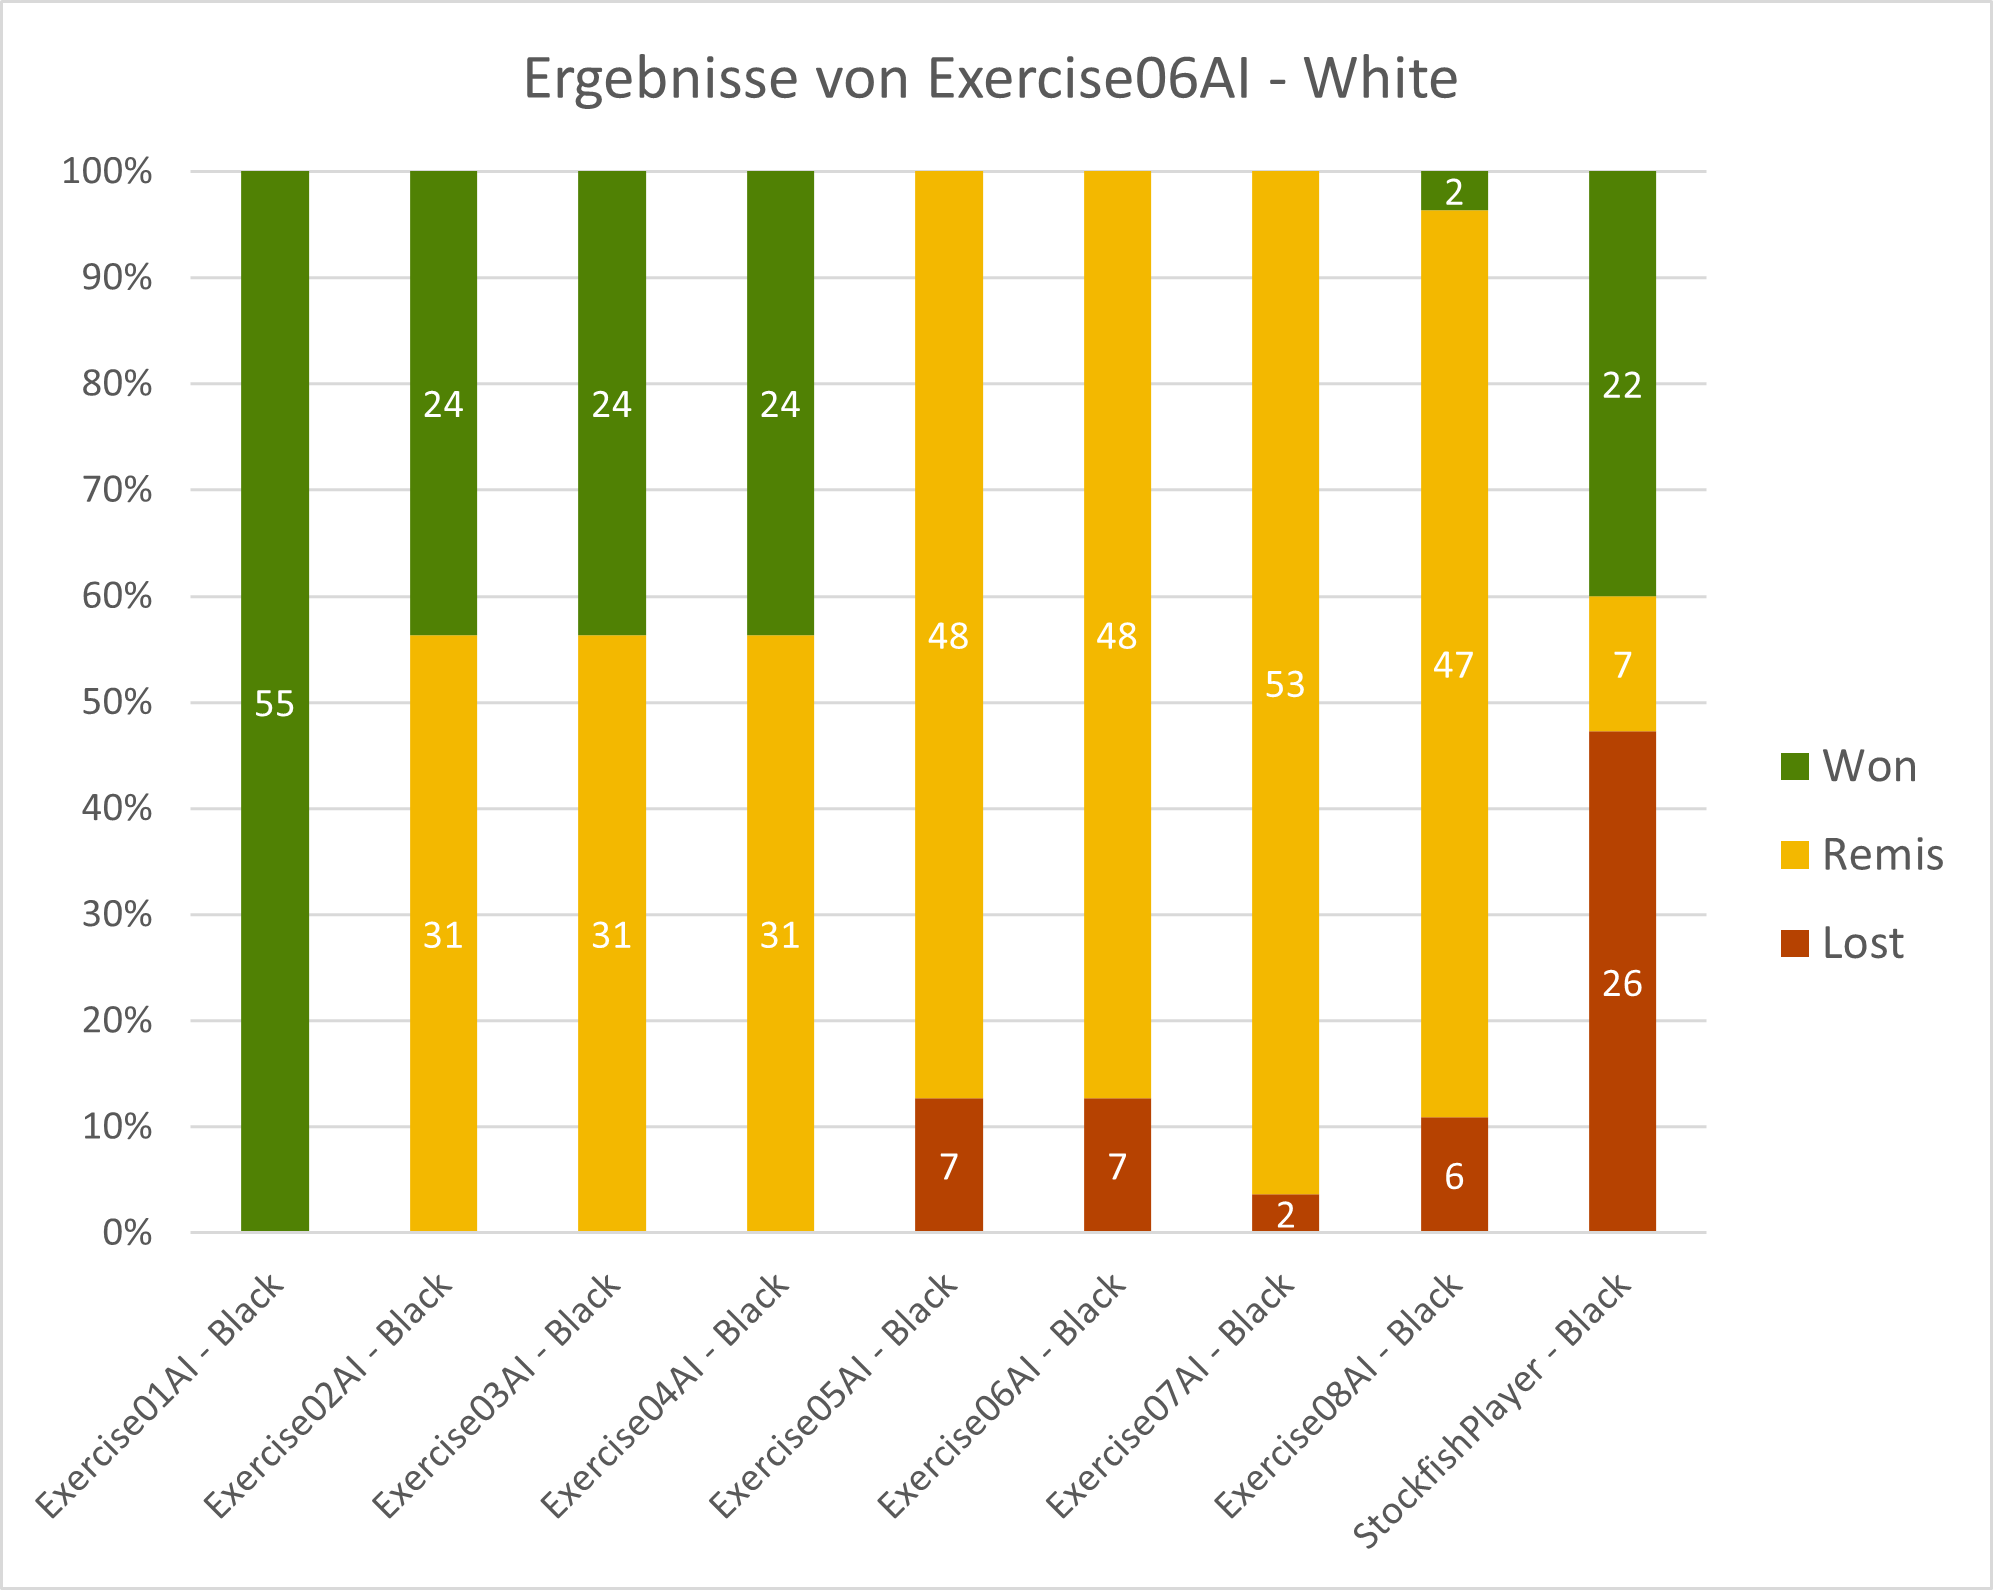 Ergebnisse von Exercise06AI - White
100%
90%
80%
70%
60%
50%
40%
30%
20%
10%
0%
55
24
31
24
31
24
31
48
7
48
7
53
2
2
47
6
22
7
26
Exercise01AI - Black
Exercise02AI - Black
Exercise03AI - Black
Exercise04AI - Black
Exercise05AI - Black
Exercise06AI - Black
Exercise07AI - Black
Exercise08AI - Black
StockfishPlayer - Black
Won
Remis
Lost